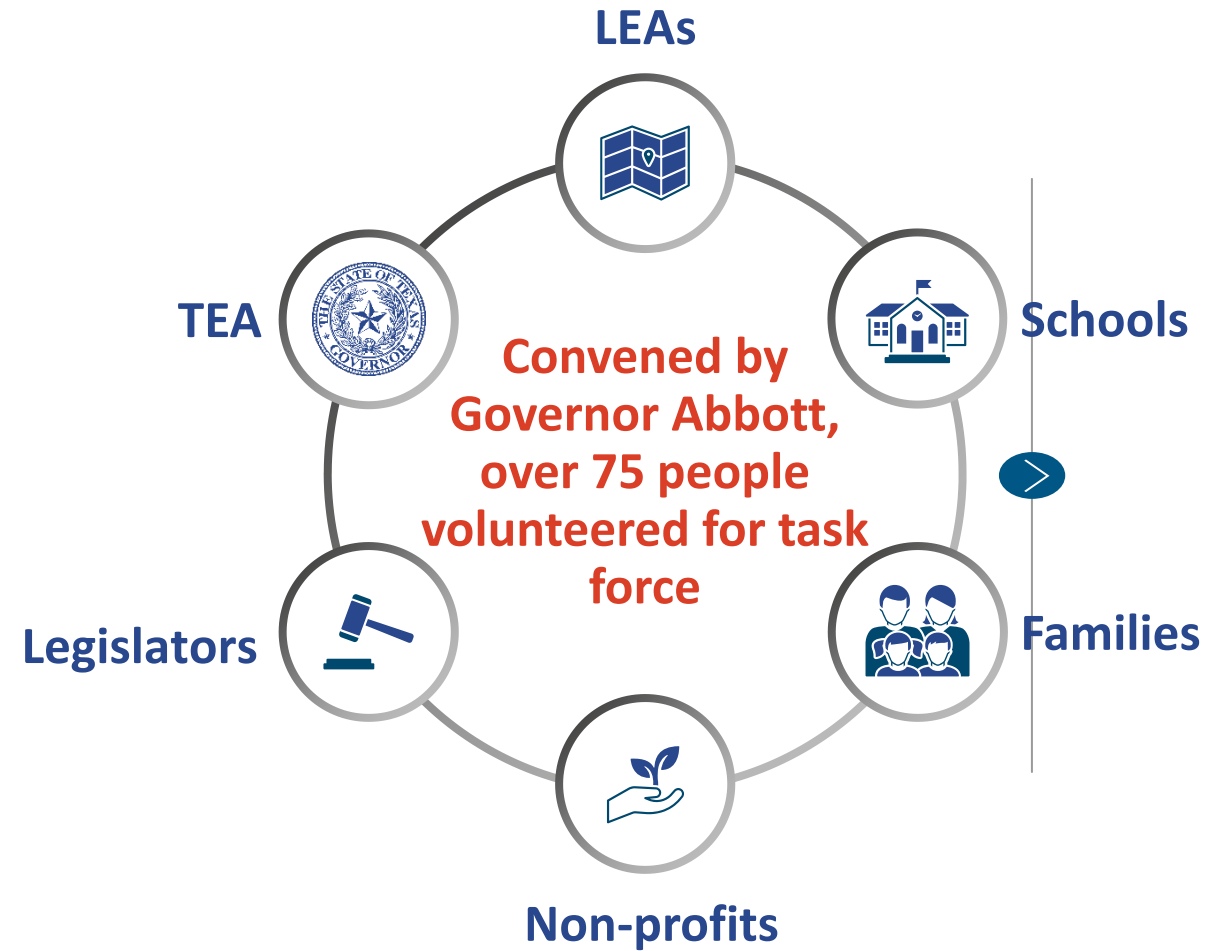 LEAs
TEA
THE STATE OF TEXAS
GOVERNOR
Schools
Convened by
Governor Abbott,
over 75 people
volunteered for task
force
Legislators
Families
Non-profits